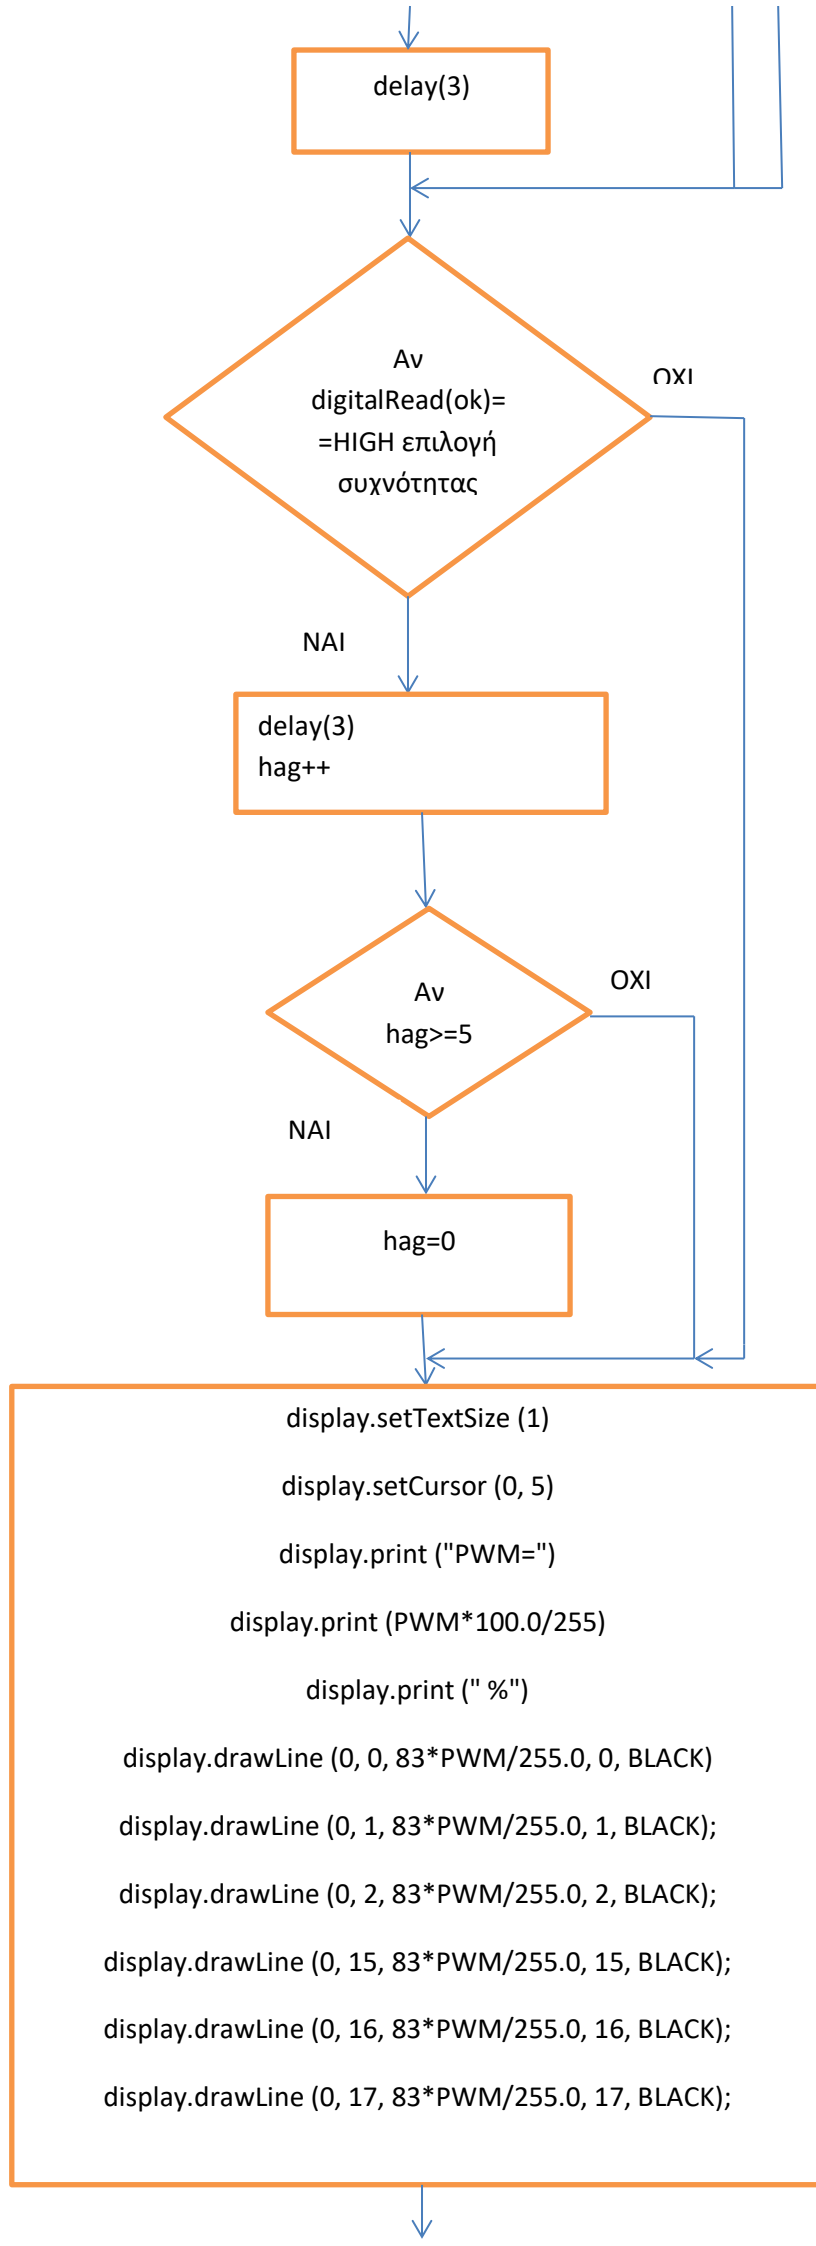 delay(3)
Αν
ΟΧΙ
digitalRead(ok)=
=HIGH επιλογή
συχνότητας
ΝΑΙ
delay(3)
hag++
Αν
hag>=5
ΟΧΙ
ΝΑΙ
hag=0
display.setTextSize (1)
display.setCursor (0, 5)
display.print ("PWM=")
display.print (PWM*100.0/255)
display.print (" %")
display.drawLine (0, 0, 83*PWM/255.0, 0, BLACK)
display.drawLine (0, 1, 83*PWM/255.0, 1, BLACK);
display.drawLine (0, 2, 83*PWM/255.0, 2, BLACK);
display.drawLine (0, 15, 83*PWM/255.0, 15, BLACK);
display.drawLine (0, 16, 83*PWM/255.0, 16, BLACK);
display.drawLine (0, 17, 83*PWM/255.0, 17, BLACK);